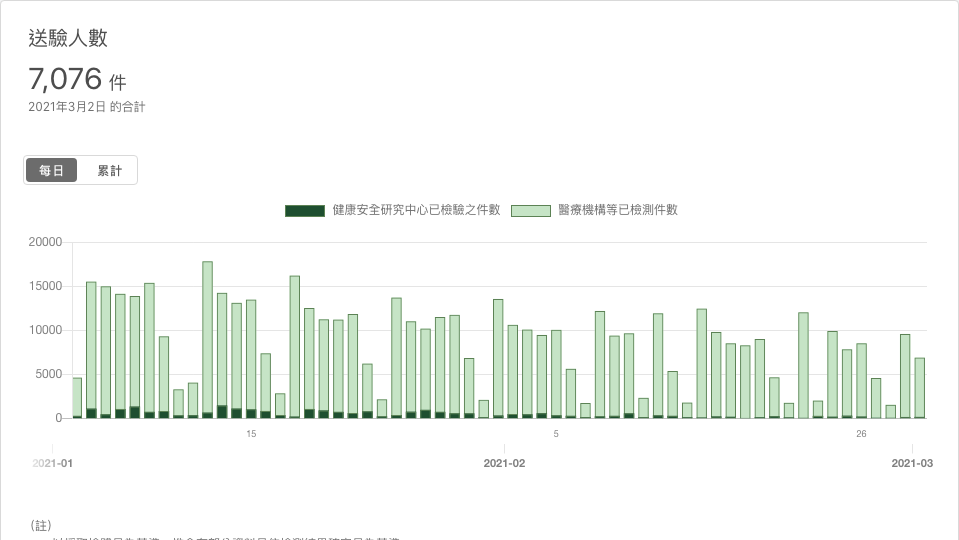 送驗人數
7,076 件
2021年3月2日 的合計
每日 累計
健康安全研究中心已檢驗之件數 醫療機構等已檢測件數
20000
15000
10000
5000
0
15 5 26
2021-01 2021-02 2021-03
(註)